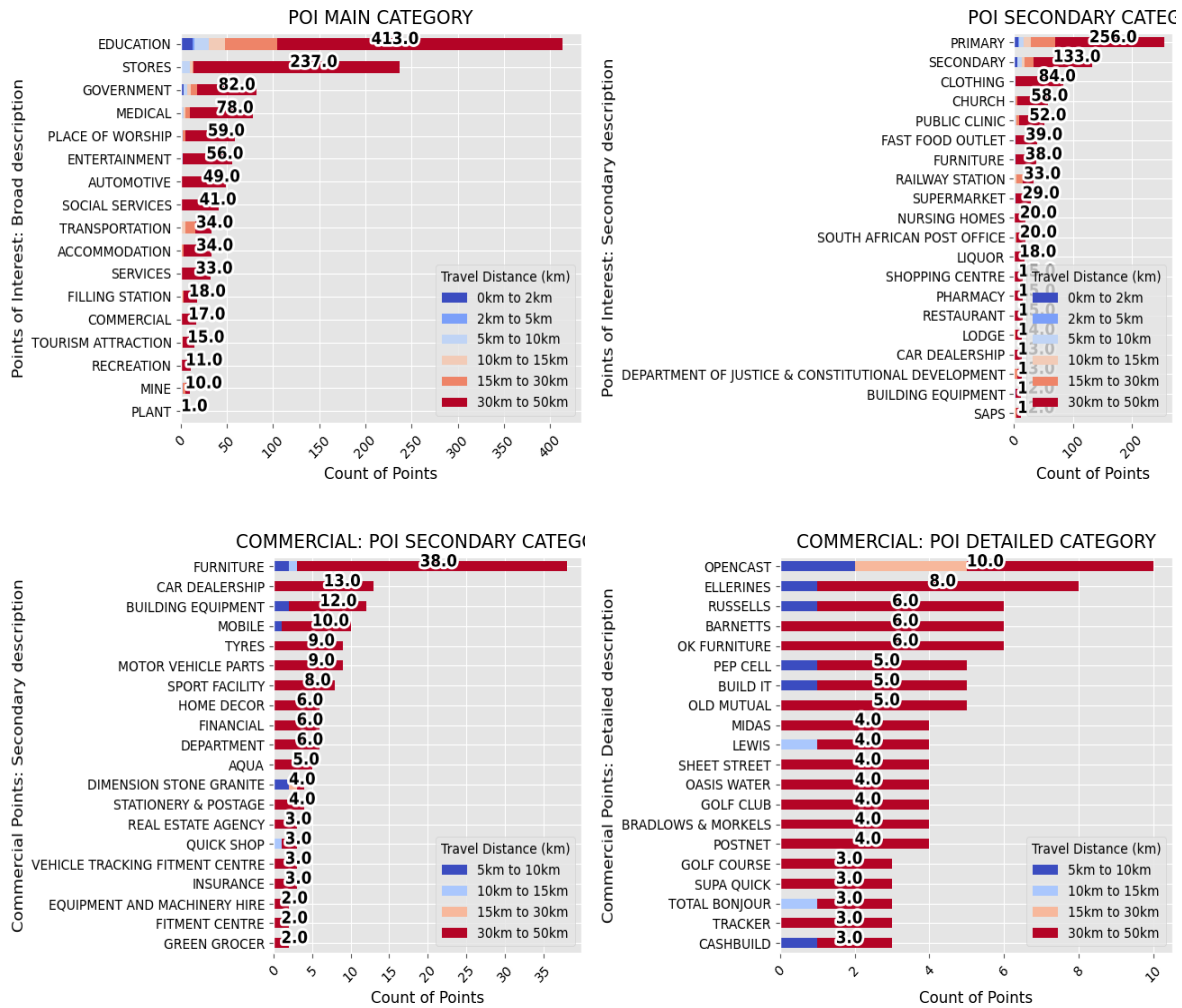 POI MAIN CATEGORY
Points of Interest: Broad description
EDUCATION 413.0
STORES 237.0
GOVERNMENT 82.0
MEDICAL 78.0
PLACE OF WORSHIP 59.0
ENTERTAINMENT 56.0
AUTOMOTIVE 49.0
SOCIAL SERVICES 41.0
TRANSPORTATION 34.0
ACCOMMODATION 34.0
SERVICES 33.0
FILLING STATION 18.0
COMMERCIAL 17.0
TOURISM ATTRACTION 15.0
RECREATION 11.0
MINE 10.0
PLANT 1.0
Travel Distance (km)
0km to 2km
2km to 5km
5km to 10km
10km to 15km
15km to 30km
30km to 50km
0 50 100 150 200 250 300 350 400
Count of Points
POI SECONDARY CATEG
Points of Interest: Secondary description
PRIMARY 256.0
SECONDARY 133.0
CLOTHING 84.0
CHURCH 58.0
PUBLIC CLINIC 52.0
FAST FOOD OUTLET 39.0
FURNITURE 38.0
RAILWAY STATION 33.0
SUPERMARKET 29.0
NURSING HOMES 20.0
SOUTH AFRICAN POST OFFICE 20.0
LIQUOR 18.0
SHOPPING CENTRE 15.0
PHARMACY 15.0
RESTAURANT 15.0
LODGE 14.0
CAR DEALERSHIP 13.0
DEPARTMENT OF JUSTICE & CONSTITUTIONAL DEVELOPMENT 13.0
BUILDING EQUIPMENT 12.0
SAPS 12.0
Travel Distance (km)
0km to 2km
2km to 5km
5km to 10km
10km to 15km
15km to 30km
30km to 50km
0 100 200
Count of Points
COMMERCIAL: POI SECONDARY CATEGO
Commercial Points: Secondary description
FURNITURE 38.0
CAR DEALERSHIP 13.0
BUILDING EQUIPMENT 12.0
MOBILE 10.0
TYRES 9.0
MOTOR VEHICLE PARTS 9.0
SPORT FACILITY 8.0
HOME DECOR 6.0
FINANCIAL 6.0
DEPARTMENT 6.0
AQUA 5.0
DIMENSION STONE GRANITE 4.0
STATIONERY & POSTAGE 4.0
REAL ESTATE AGENCY 3.0
QUICK SHOP 3.0
VEHICLE TRACKING FITMENT CENTRE 3.0
INSURANCE 3.0
EQUIPMENT AND MACHINERY HIRE 2.0
FITMENT CENTRE 2.0
GREEN GROCER 2.0
Travel Distance (km)
5km to 10km
10km to 15km
15km to 30km
30km to 50km
0 5 10 15 20 25 30 35
Count of Points
COMMERCIAL: POI DETAILED CATEGORY
Commercial Points: Detailed description
OPENCAST 10.0
ELLERINES 8.0
RUSSELLS 6.0
BARNETTS 6.0
OK FURNITURE 6.0
PEP CELL 5.0
BUILD IT 5.0
OLD MUTUAL 5.0
MIDAS 4.0
LEWIS 4.0
SHEET STREET 4.0
OASIS WATER 4.0
GOLF CLUB 4.0
BRADLOWS & MORKELS 4.0
POSTNET 4.0
GOLF COURSE 3.0
SUPA QUICK 3.0
TOTAL BONJOUR 3.0
TRACKER 3.0
CASHBUILD 3.0
Travel Distance (km)
5km to 10km
10km to 15km
15km to 30km
30km to 50km
0 2 4 6 8 10
Count of Points